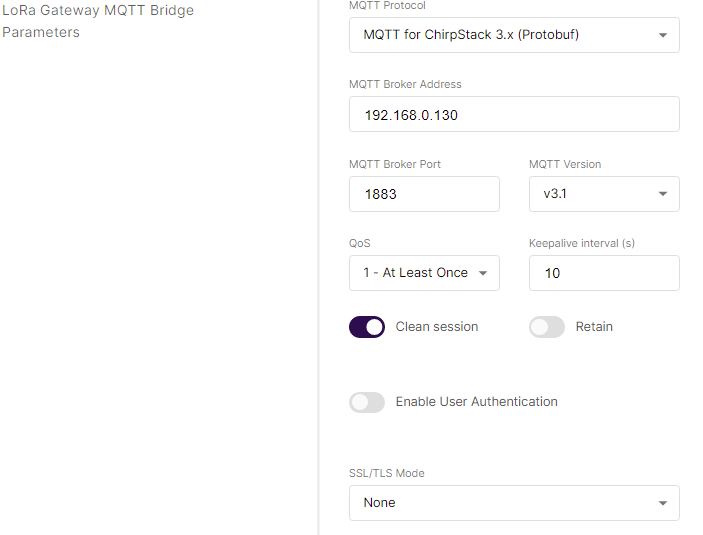 LoRa Gateway MQTT Bridge
Parameters
MQTT Protocol
MQTT for ChirpStack 3.x (Protobuf)
MQTT Broker Address
192.168.0.130
MQTT Broker Port
MQTT Version
1883
v3.1
QoS
Keepalive interval (s)
1 - At Least Once
10
Clean session
Retain
Enable User Authentication
SSL/TLS Mode
None